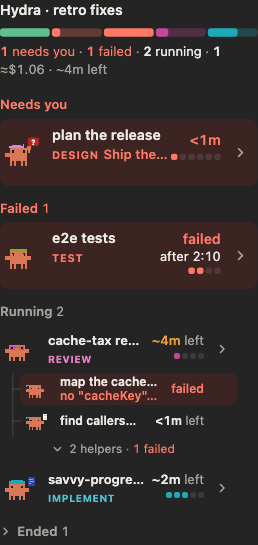 Hydra · retro fixes
1 needs you · 1 failed · 2 running · 1
≈$1.06 · ~4m left
Needs you
plan the release
<1m
DESIGN Ship the...
Failed 1
e2e tests
failed
TEST
after 2:10
Running 2
cache-tax re...
~4m left
REVIEW
map the cache...
no "cacheKey"...
failed
find callers...
<1m left
2 helpers · 1 failed
savvy-progre...
~2m left
IMPLEMENT
Ended 1